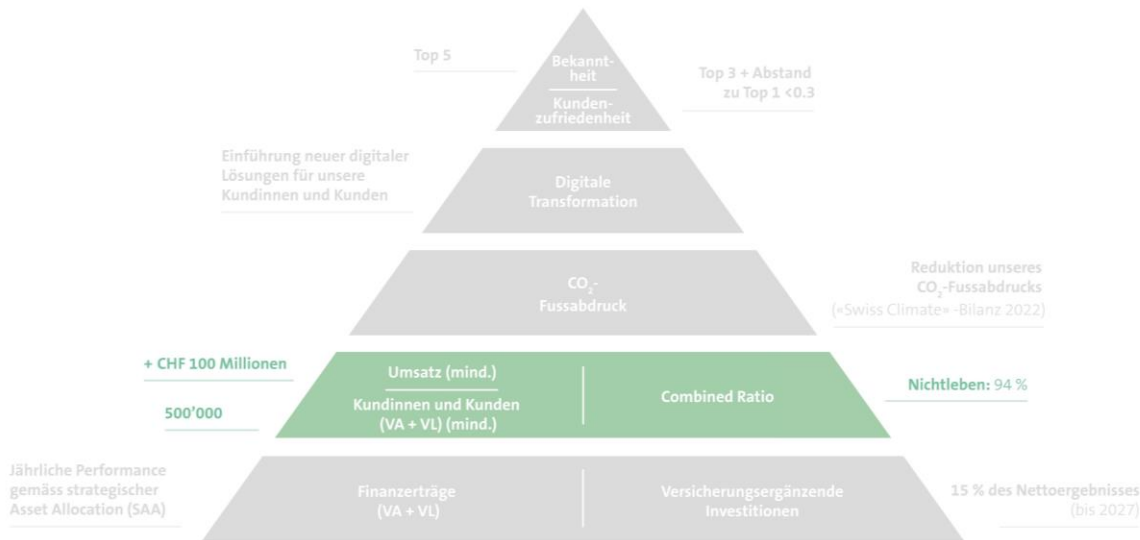 Top 5
Bekannt-
heit
Kunden-
zufriedenheit
Top 3 + Abstand
zu Top 1 <0.3
Einführung neuer digitaler
Lösungen für unsere
Kundinnen und Kunden
Digitale
Transformation
CO₂-
Fussabdruck
Reduktion unseres
CO₂-Fussabdrucks
(«Swiss Climate» -Bilanz 2022)
+ CHF 100 Millionen
500’000
Umsatz (mind.)
Kundinnen und Kunden
(VA + VL) (mind.)
Combined Ratio
Nichtleben: 94 %
Jährliche Performance
gemäss strategischer
Asset Allocation (SAA)
Finanzerträge
(VA + VL)
Versicherungsergänzende
Investitionen
15 % des Nettoergebnisses
(bis 2027)